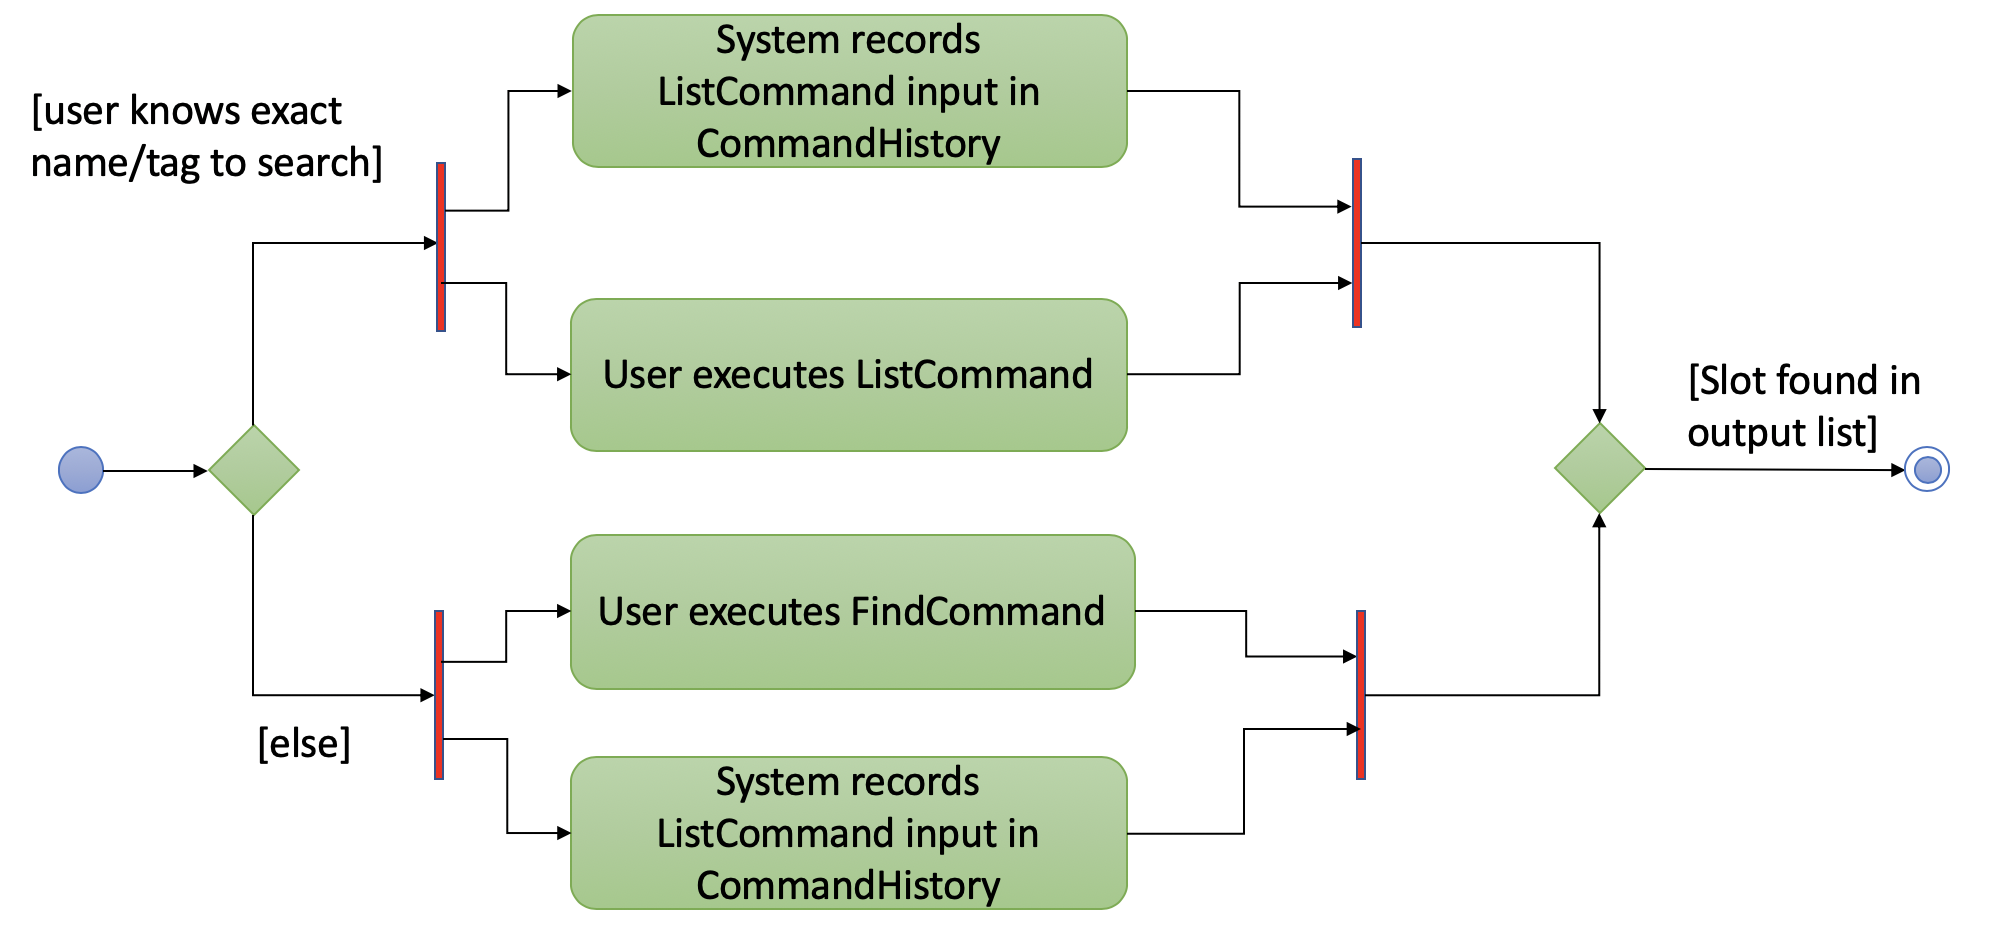 System records
ListCommand input in
CommandHistory
[user knows exact
name/tag to search]
User executes ListCommand
[Slot found in
output list]
User executes FindCommand
[else]
System records
ListCommand input in
CommandHistory